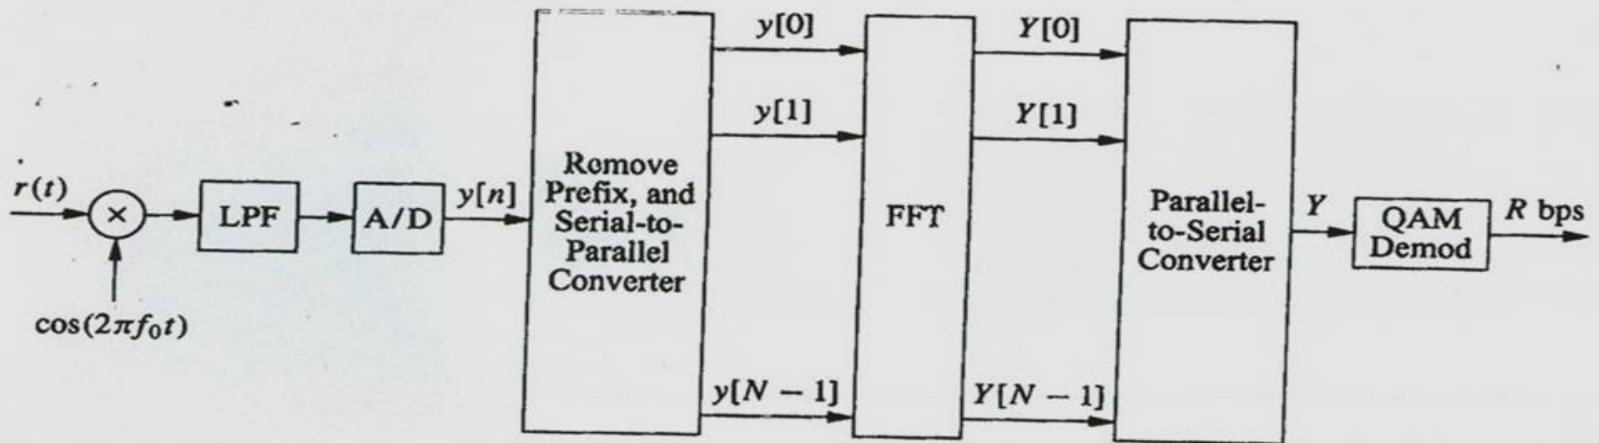 r(t)
×
cos(2πf₀t)
LPF
A/D
y[n]
Remove
Prefix, and
Serial-to-
Parallel
Converter
y[0]
y[1]
y[N − 1]
FFT
Y[0]
Y[1]
Y[N − 1]
Parallel-
to-Serial
Converter
Y
QAM
Demod
R bps